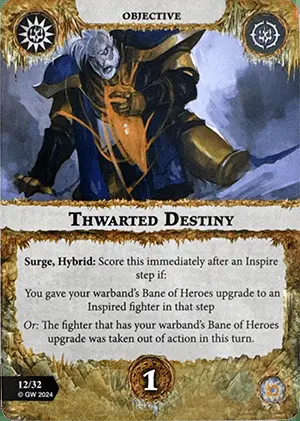 OBJECTIVE
THWARTED DESTINY
Surge, Hybrid: Score this immediately after an Inspire
step if:
You gave your warband's Bane of Heroes upgrade to an
Inspired fighter in that step
Or: The fighter that has your warband's Bane of Heroes
upgrade was taken out of action in this turn.
1
12/32
© GW 2024